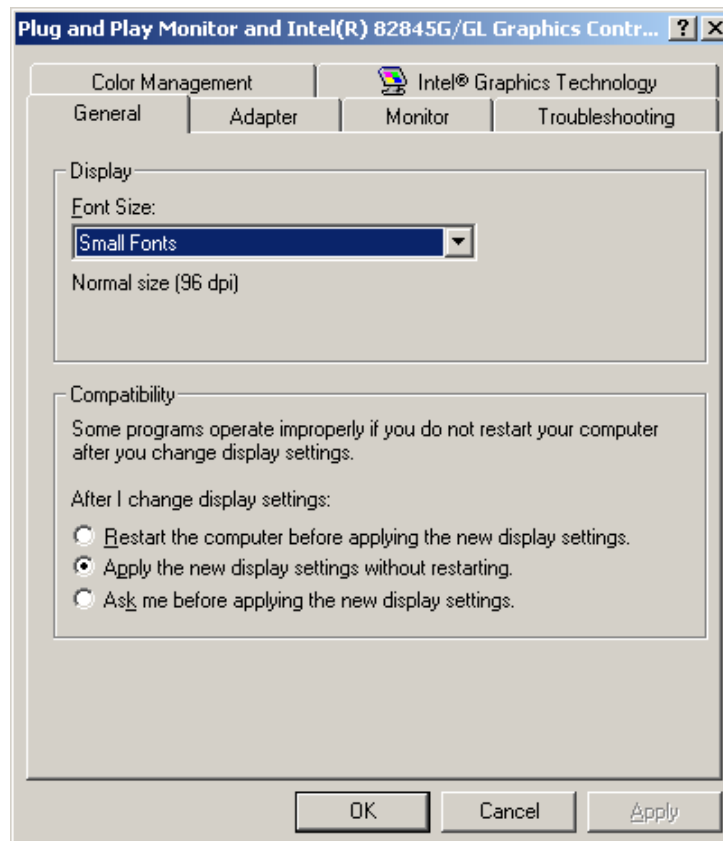 Plug and Play Monitor and Intel(R) 82845G/GL Graphics Contr...
Color Management
Intel® Graphics Technology
General
Adapter
Monitor
Troubleshooting
Display
Font Size:
Small Fonts
Normal size (96 dpi)
Compatibility
Some programs operate improperly if you do not restart your computer
after you change display settings.
After I change display settings:
Restart the computer before applying the new display settings.
Apply the new display settings without restarting.
Ask me before applying the new display settings.
OK
Cancel
Apply